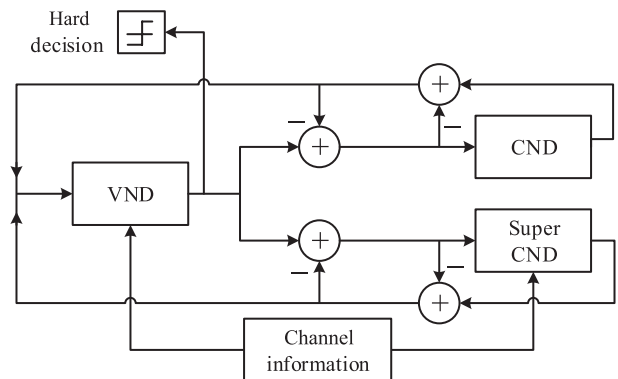 Hard
decision
+
−
−
+
CND
VND
+
−
−
+
Super
CND
Channel
information